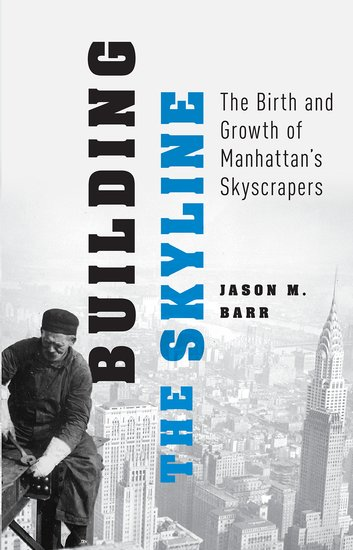 BUILDING
THE SKYLINE
The Birth and
Growth of
Manhattan's
Skyscrapers
JASON M.
BARR